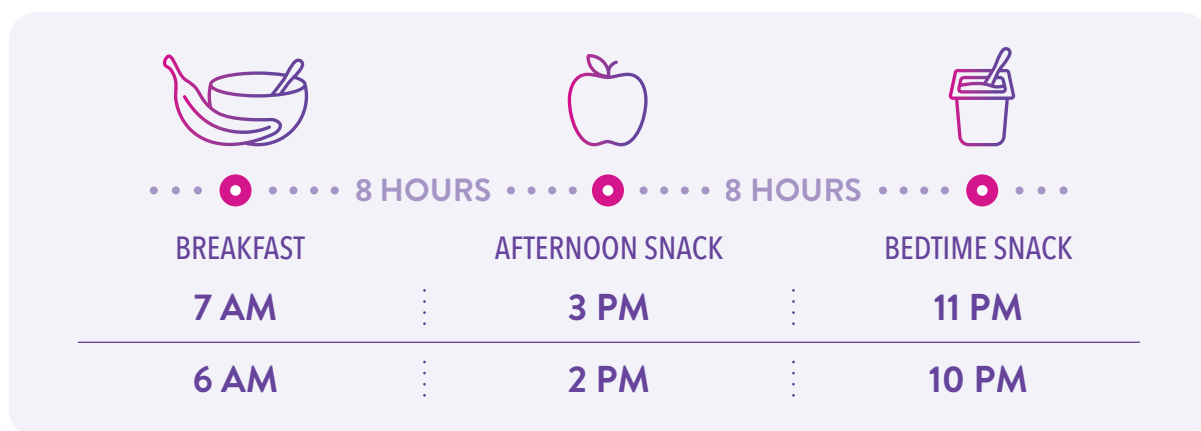 8 HOURS 8 HOURS
BREAKFAST AFTERNOON SNACK BEDTIME SNACK
7 AM 3 PM 11 PM
6 AM 2 PM 10 PM